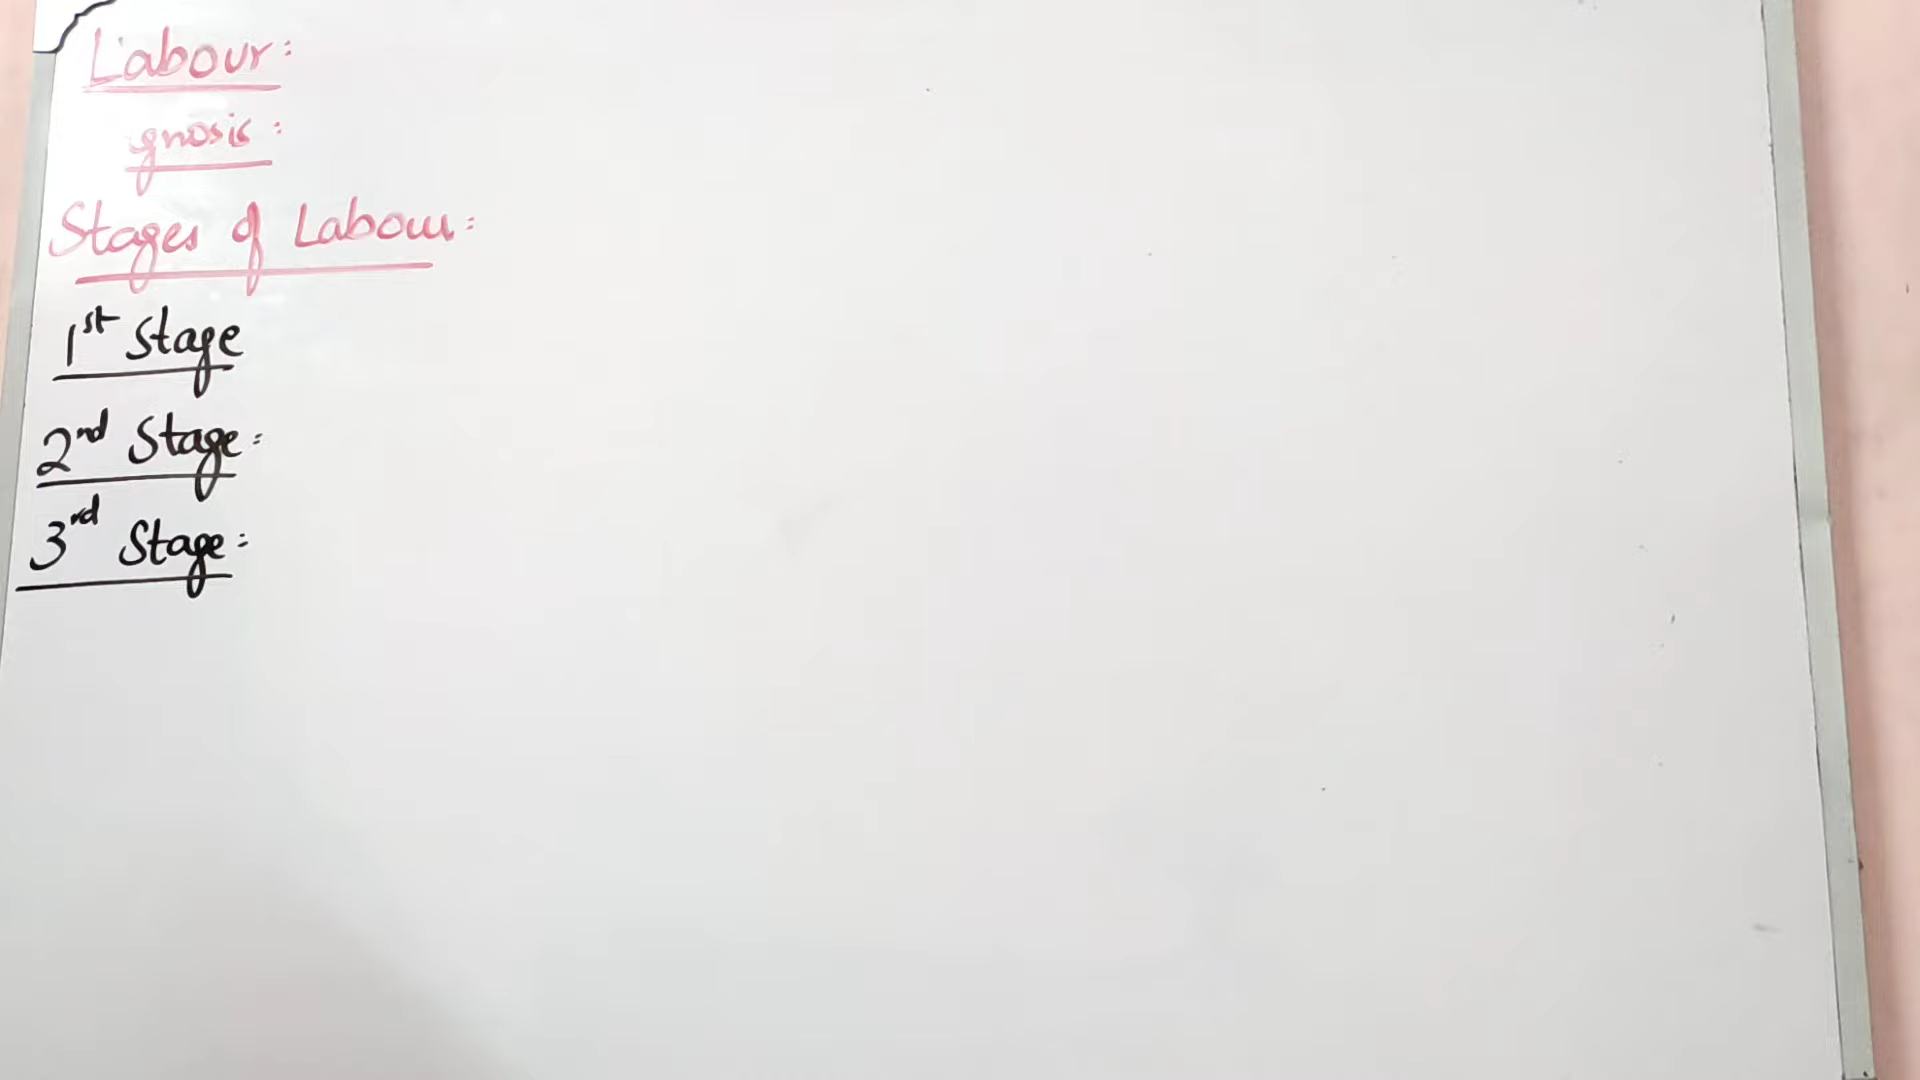 Labour:
gnosis:
Stages of Labour:
1st Stage
2nd Stage:
3rd Stage: